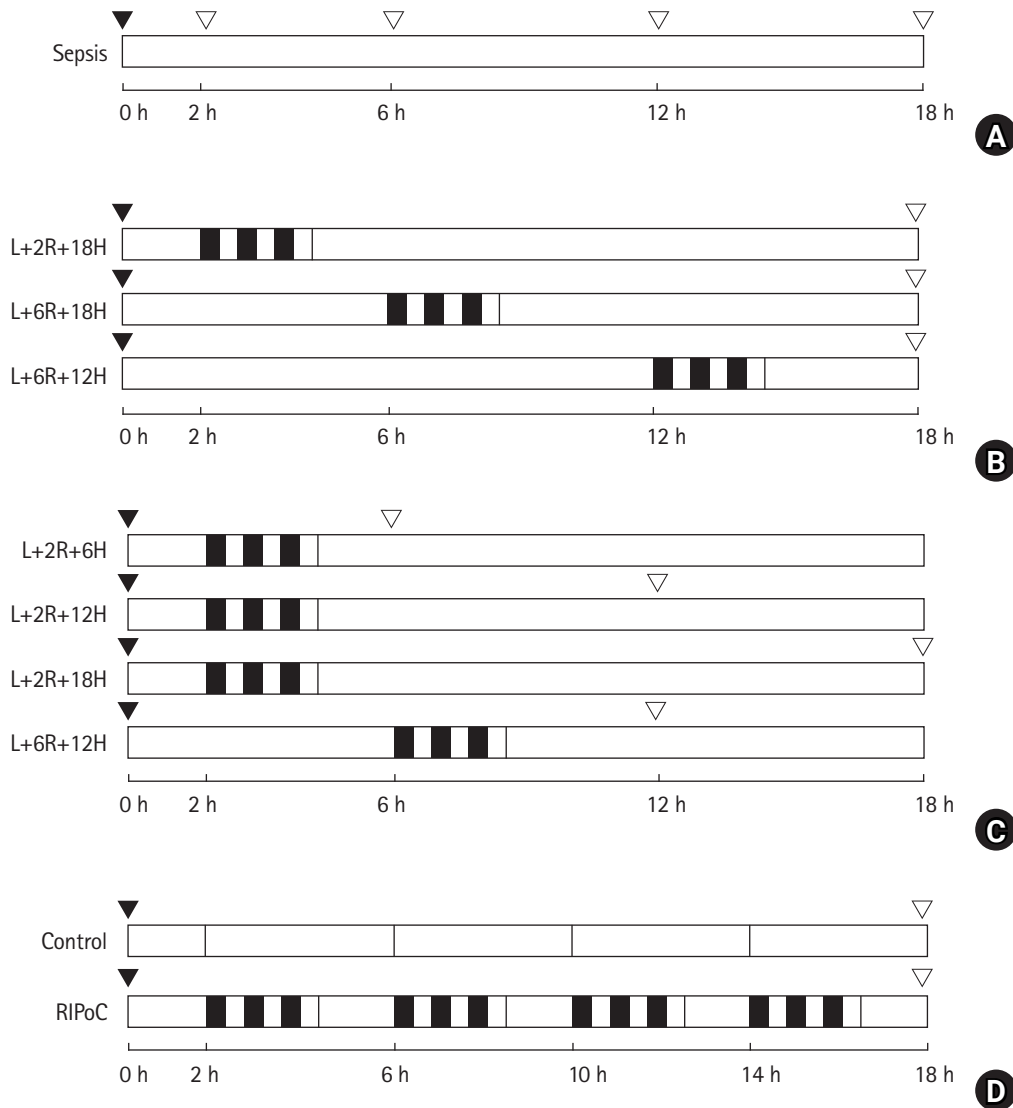 Sepsis
0 h 2 h 6 h 12 h 18 h
A
L+2R+18H
L+6R+18H
L+6R+12H
0 h 2 h 6 h 12 h 18 h
B
L+2R+6H
L+2R+12H
L+2R+18H
L+6R+12H
0 h 2 h 6 h 12 h 18 h
C
Control
RIPoC
0 h 2 h 6 h 10 h 14 h 18 h
D